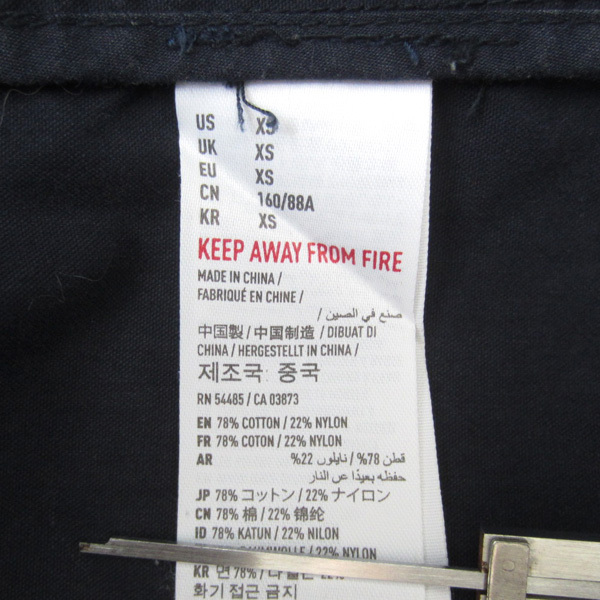 US XS
UK XS
EU XS
CN 160/88A
KR XS
KEEP AWAY FROM FIRE
MADE IN CHINA /
FABRIQUÉ EN CHINE /
صنع في الصين /
中国製 / 中国制造 / DIBUAT DI
CHINA / HERGESTELLT IN CHINA /
제조국: 중국
RN 54485 / CA 03873
EN 78% COTTON / 22% NYLON
FR 78% COTON / 22% NYLON
AR قطن 78% / نايلون 22%
حفظه بعيدًا عن النار
JP 78% コットン / 22% ナイロン
CN 78% 棉 / 22% 锦纶
ID 78% KATUN / 22% NILON
/ 22% NYLON
KR 면 78% / 22%
화기 접근 금지